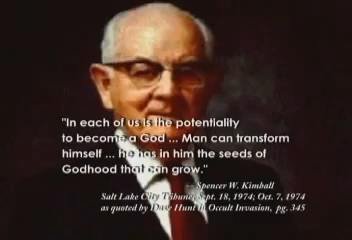 "In each of us is the potentiality
to become a God ... Man can transform
himself ... he has in him the seeds of
Godhood that can grow."
-- Spencer W. Kimball
Salt Lake City Tribune, Sept. 18, 1974; Oct. 7, 1974
as quoted by Dave Hunt in Occult Invasion, pg. 345